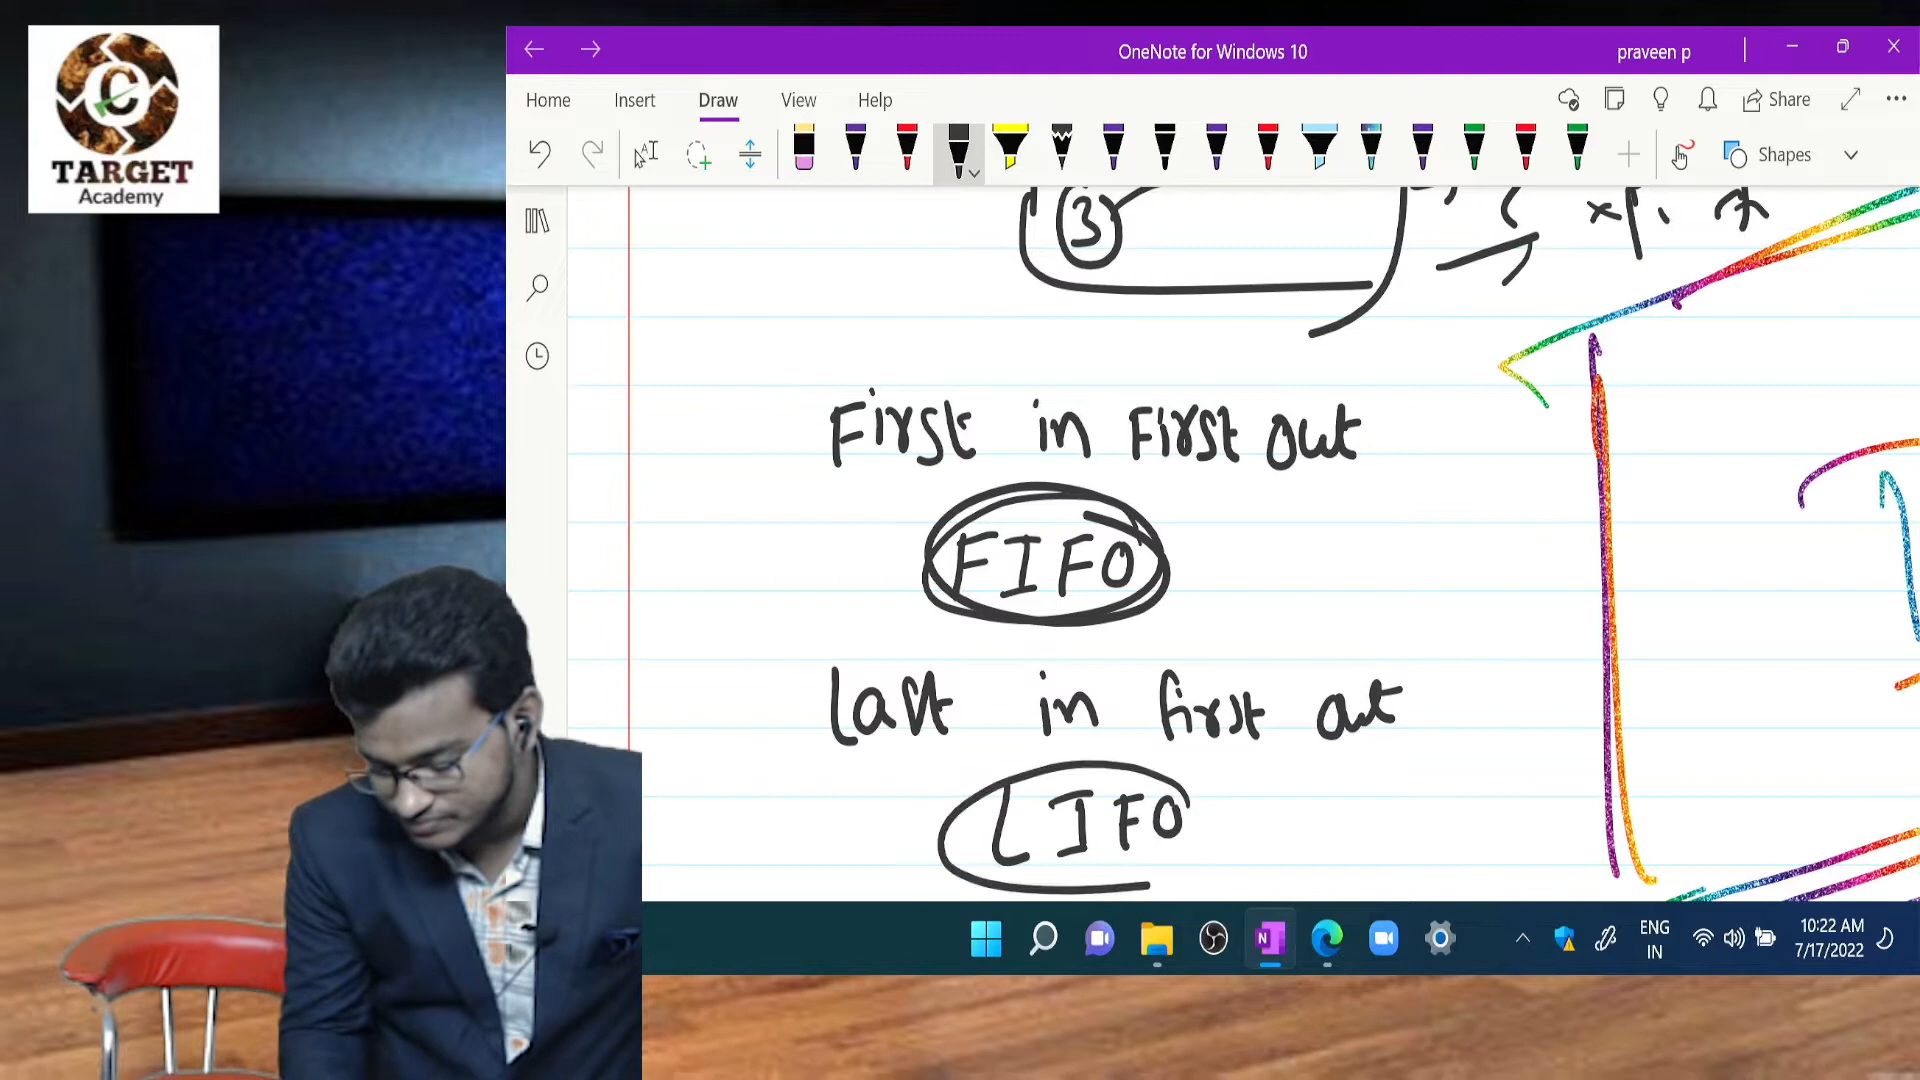 TARGET
Academy
OneNote for Windows 10
praveen p
Home Insert Draw View Help
Share
Shapes
3
First in First out
FIFO
Last in first out
LIFO
ENG
IN
10:22 AM
7/17/2022